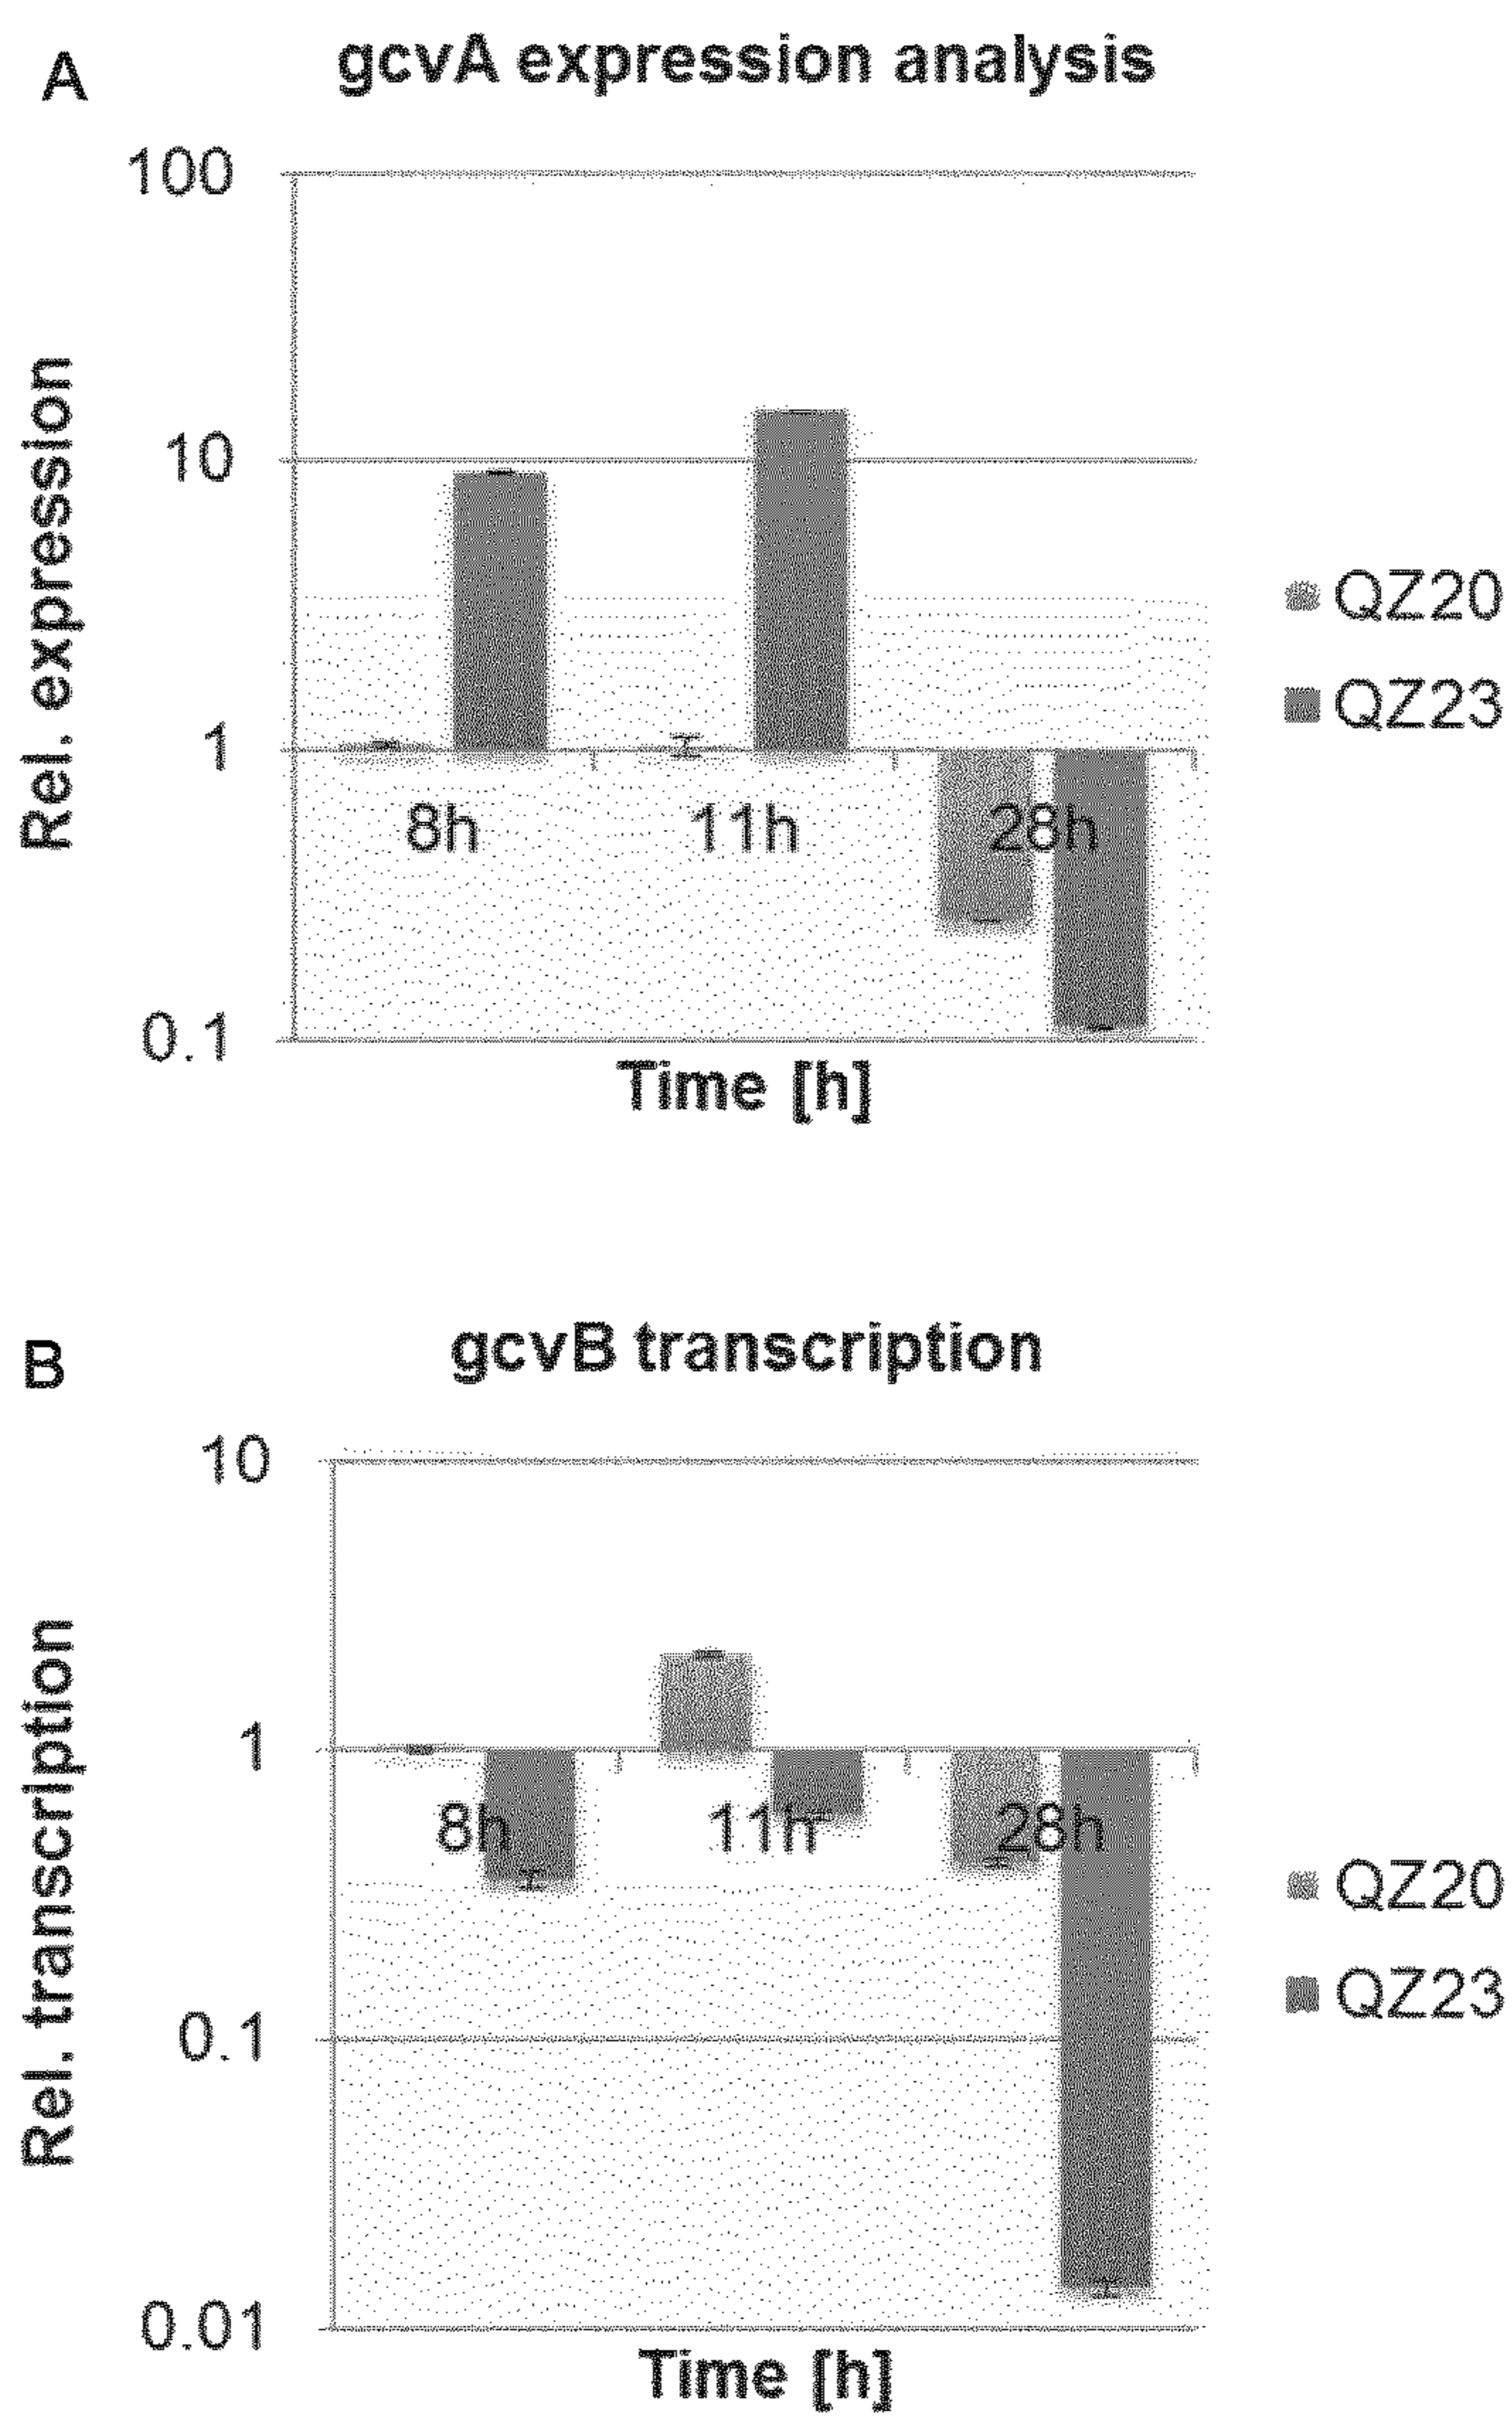 A
gcvA expression analysis
100
10
1
0.1
Rel. expression
8h
11h
28h
Time [h]
QZ20
QZ23
B
gcvB transcription
10
1
0.1
0.01
Rel. transcription
8h
11h
28h
Time [h]
QZ20
QZ23